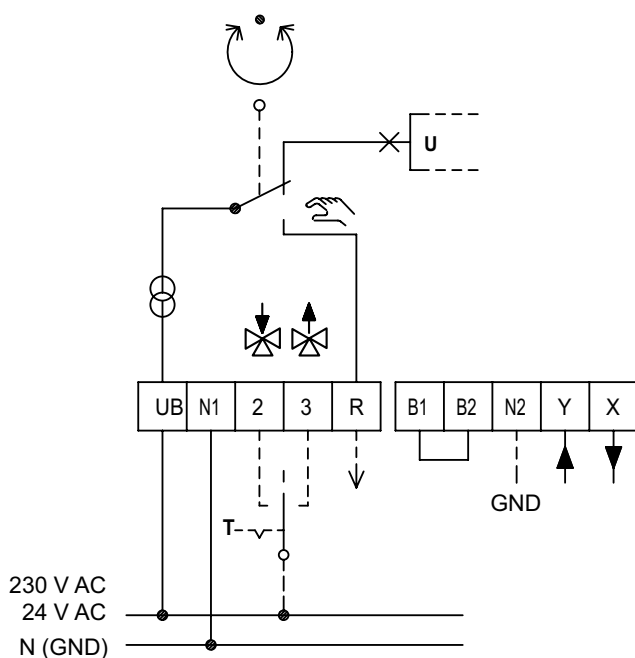 U
UB N1 2 3 R B1 B2 N2 Y X
GND
T
230 V AC
24 V AC
N (GND)